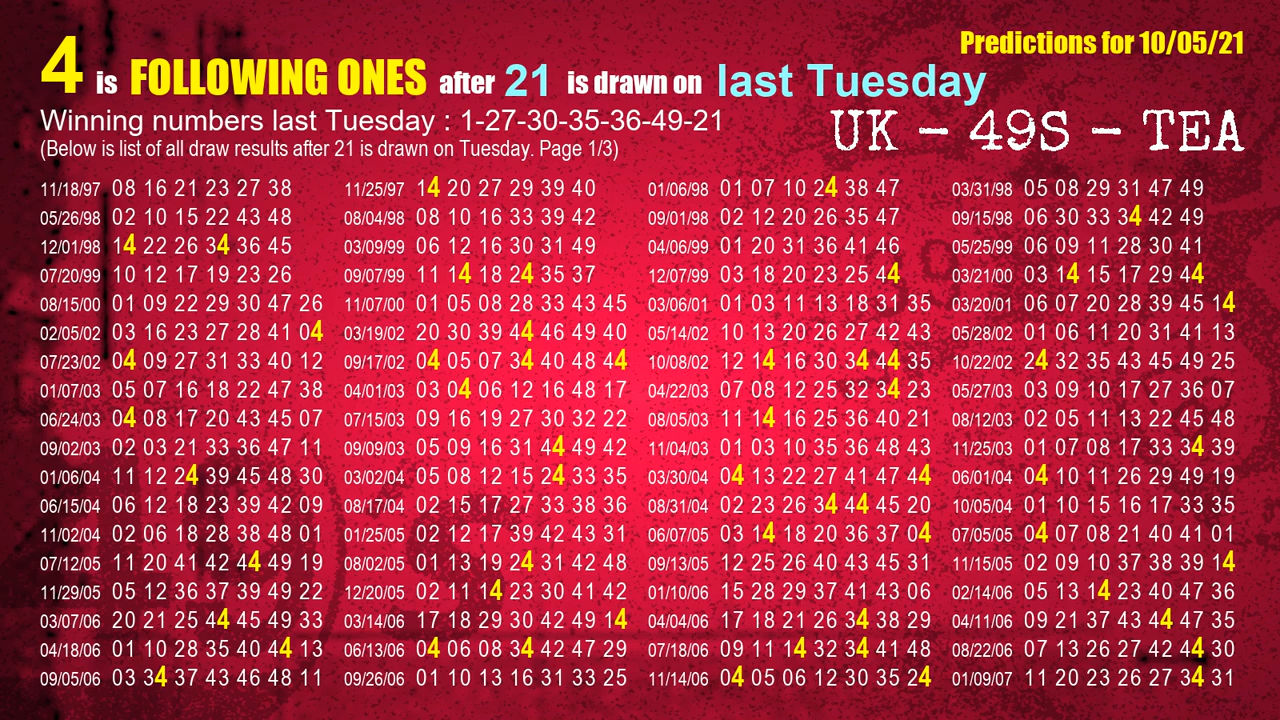 Predictions for 10/05/21
4 is FOLLOWING ONES after 21 is drawn on last Tuesday
Winning numbers last Tuesday : 1-27-30-35-36-49-21
UK - 49S - TEA
(Below is list of all draw results after 21 is drawn on Tuesday. Page 1/3)
11/18/97 08 16 21 23 27 38 11/25/97 14 20 27 29 39 40 01/06/98 01 07 10 24 38 47 03/31/98 05 08 29 31 47 49
05/26/98 02 10 15 22 43 48 08/04/98 08 10 16 33 39 42 09/01/98 02 12 20 26 35 47 09/15/98 06 30 33 34 42 49
12/01/98 14 22 26 34 36 45 03/09/99 06 12 16 30 31 49 04/06/99 01 20 31 36 41 46 05/25/99 06 09 11 28 30 41
07/20/99 10 12 17 19 23 26 09/07/99 11 14 18 24 35 37 12/07/99 03 18 20 23 25 44 03/21/00 03 14 15 17 29 44
08/15/00 01 09 22 29 30 47 26 11/07/00 01 05 08 28 33 43 45 03/06/01 01 03 11 13 18 31 35 03/20/01 06 07 20 28 39 45 14
02/05/02 03 16 23 27 28 41 04 03/19/02 20 30 39 44 46 49 40 05/14/02 10 13 20 26 27 42 43 05/28/02 01 06 11 20 31 41 13
07/23/02 04 09 27 31 33 40 12 09/17/02 04 05 07 34 40 48 44 10/08/02 12 14 16 30 34 44 35 10/22/02 24 32 35 43 45 49 25
01/07/03 05 07 16 18 22 47 38 04/01/03 03 04 06 12 16 48 17 04/22/03 07 08 12 25 32 34 23 05/27/03 03 09 10 17 27 36 07
06/24/03 04 08 17 20 43 45 07 07/15/03 09 16 19 27 30 32 22 08/05/03 11 14 16 25 36 40 21 08/12/03 02 05 11 13 22 45 48
09/02/03 02 03 21 33 36 47 11 09/09/03 05 09 16 31 44 49 42 11/04/03 01 03 10 35 36 48 43 11/25/03 01 07 08 17 33 34 39
01/06/04 11 12 24 39 45 48 30 03/02/04 05 08 12 15 24 33 35 03/30/04 04 13 22 27 41 47 44 06/01/04 04 10 11 26 29 49 19
06/15/04 06 12 18 23 39 42 09 08/17/04 02 15 17 27 33 38 36 08/31/04 02 23 26 34 44 45 20 10/05/04 01 10 15 16 17 33 35
11/02/04 02 06 18 28 38 48 01 01/25/05 02 12 17 39 42 43 31 06/07/05 03 14 18 20 36 37 04 07/05/05 04 07 08 21 40 41 01
07/12/05 11 20 41 42 44 49 19 08/02/05 01 13 19 24 31 42 48 09/13/05 12 25 26 40 43 45 31 11/15/05 02 09 10 37 38 39 14
11/29/05 05 12 36 37 39 49 22 12/20/05 02 11 14 23 30 41 42 01/10/06 15 28 29 37 41 43 06 02/14/06 05 13 14 23 40 47 36
03/07/06 20 21 25 44 45 49 33 03/14/06 17 18 29 30 42 49 14 04/04/06 17 18 21 26 34 38 29 04/11/06 09 21 37 43 44 47 35
04/18/06 01 10 28 35 40 44 13 06/13/06 04 06 08 34 42 47 29 07/18/06 09 11 14 32 34 41 48 08/22/06 07 13 26 27 42 44 30
09/05/06 03 34 37 43 46 48 11 09/26/06 01 10 13 16 31 33 25 11/14/06 04 05 06 12 30 35 24 01/09/07 11 20 23 26 27 34 31